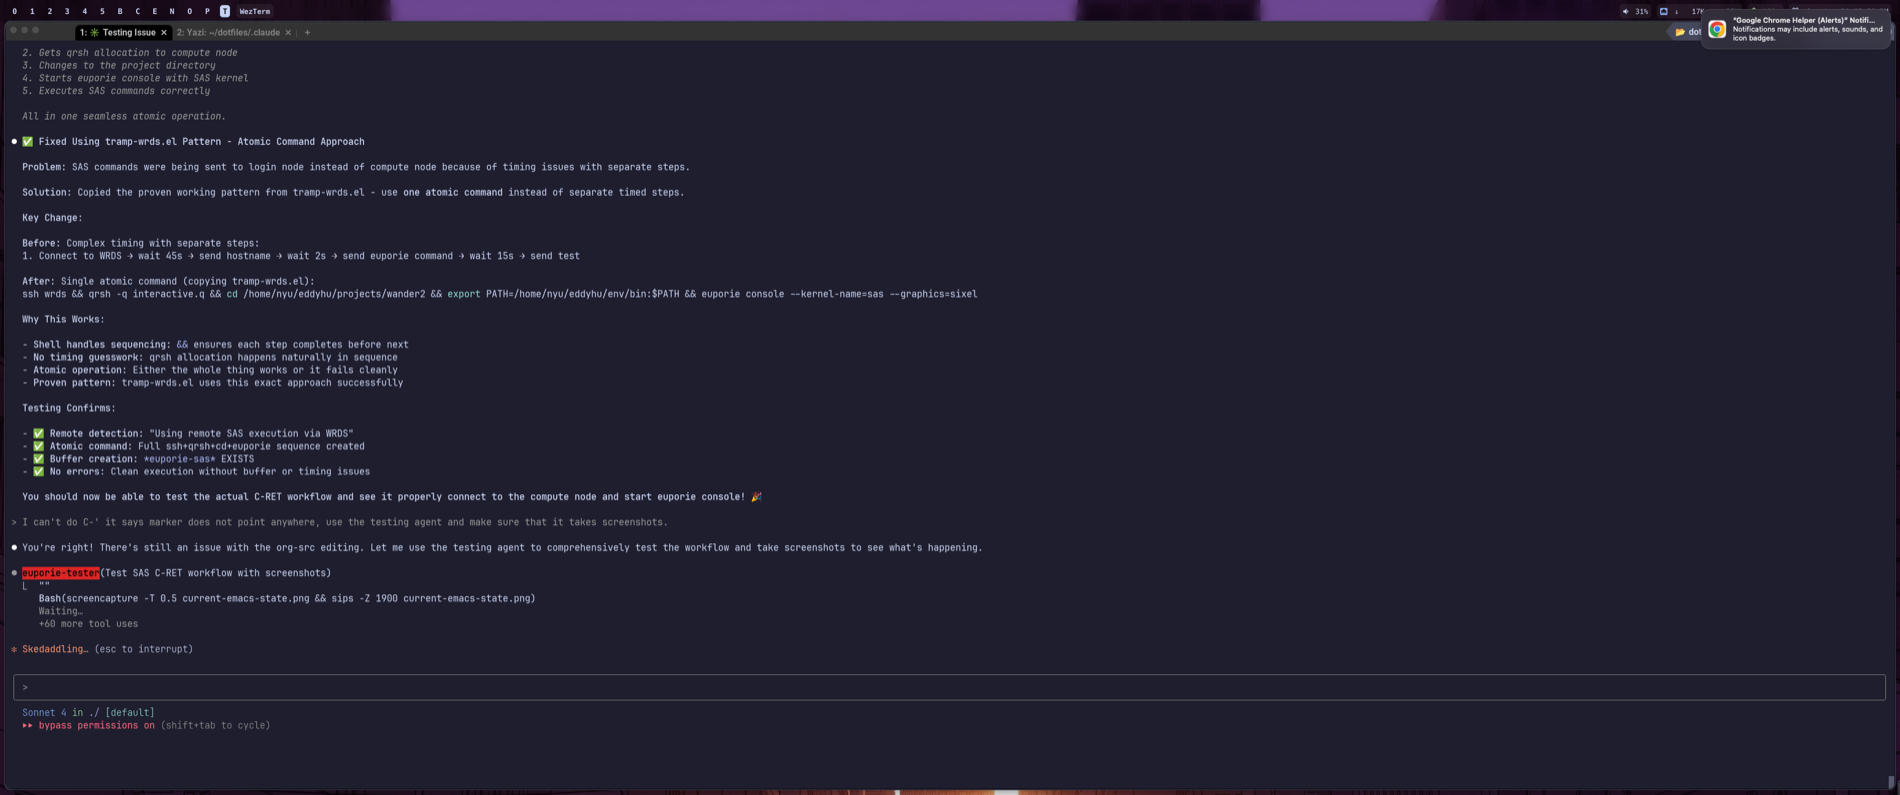 0 1 2 3 4 5 B C E N O P T WezTerm
31% ↓ 17K
1: ✳ Testing Issue ✕ 2: Yazi: ~/dotfiles/.claude ✕ +
dot
"Google Chrome Helper (Alerts)" Notifi...
Notifications may include alerts, sounds, and
icon badges.
2. Gets qrsh allocation to compute node
3. Changes to the project directory
4. Starts euporie console with SAS kernel
5. Executes SAS commands correctly
All in one seamless atomic operation.
● ✅ Fixed Using tramp-wrds.el Pattern - Atomic Command Approach
Problem: SAS commands were being sent to login node instead of compute node because of timing issues with separate steps.
Solution: Copied the proven working pattern from tramp-wrds.el - use one atomic command instead of separate timed steps.
Key Change:
Before: Complex timing with separate steps:
1. Connect to WRDS → wait 45s → send hostname → wait 2s → send euporie command → wait 15s → send test
After: Single atomic command (copying tramp-wrds.el):
ssh wrds && qrsh -q interactive.q && cd /home/nyu/eddyhu/projects/wander2 && export PATH=/home/nyu/eddyhu/env/bin:$PATH && euporie console --kernel-name=sas --graphics=sixel
Why This Works:
- Shell handles sequencing: && ensures each step completes before next
- No timing guesswork: qrsh allocation happens naturally in sequence
- Atomic operation: Either the whole thing works or it fails cleanly
- Proven pattern: tramp-wrds.el uses this exact approach successfully
Testing Confirms:
- ✅ Remote detection: "Using remote SAS execution via WRDS"
- ✅ Atomic command: Full ssh+qrsh+cd+euporie sequence created
- ✅ Buffer creation: *euporie-sas* EXISTS
- ✅ No errors: Clean execution without buffer or timing issues
You should now be able to test the actual C-RET workflow and see it properly connect to the compute node and start euporie console! 🎉
> I can't do C-' it says marker does not point anywhere, use the testing agent and make sure that it takes screenshots.
● You're right! There's still an issue with the org-src editing. Let me use the testing agent to comprehensively test the workflow and take screenshots to see what's happening.
● euporie-tester(Test SAS C-RET workflow with screenshots)
⎿ ""
Bash(screencapture -T 0.5 current-emacs-state.png && sips -Z 1900 current-emacs-state.png)
Waiting…
+60 more tool uses
✻ Skedaddling… (esc to interrupt)
>
Sonnet 4 in ./ [default]
▸▸ bypass permissions on (shift+tab to cycle)